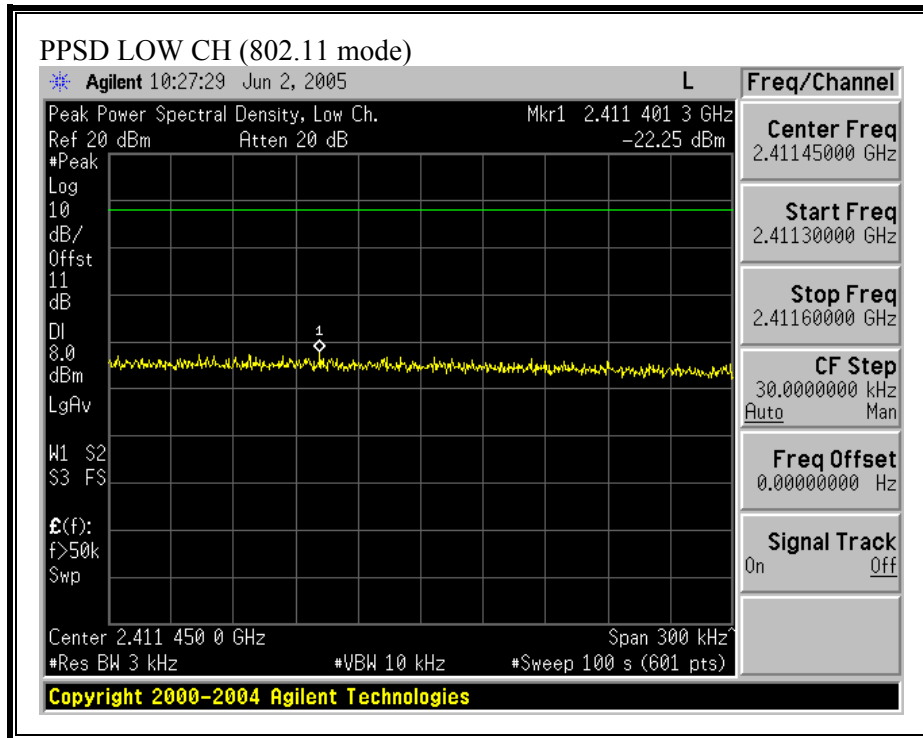 PPSD LOW CH (802.11 mode)
Agilent 10:27:29 Jun 2, 2005 L
Peak Power Spectral Density, Low Ch. Mkr1 2.411 401 3 GHz
Ref 20 dBm Atten 20 dB -22.25 dBm
#Peak
Log
10
dB/
Offst
11
dB
DI
8.0
dBm
LgAv
W1 S2
S3 FS
£(f):
f>50k
Swp
1
Center 2.411 450 0 GHz Span 300 kHz^
#Res BW 3 kHz #VBW 10 kHz #Sweep 100 s (601 pts)
Copyright 2000-2004 Agilent Technologies
Freq/Channel
Center Freq
2.41145000 GHz
Start Freq
2.41130000 GHz
Stop Freq
2.41160000 GHz
CF Step
30.0000000 kHz
Auto Man
Freq Offset
0.00000000 Hz
Signal Track
On Off